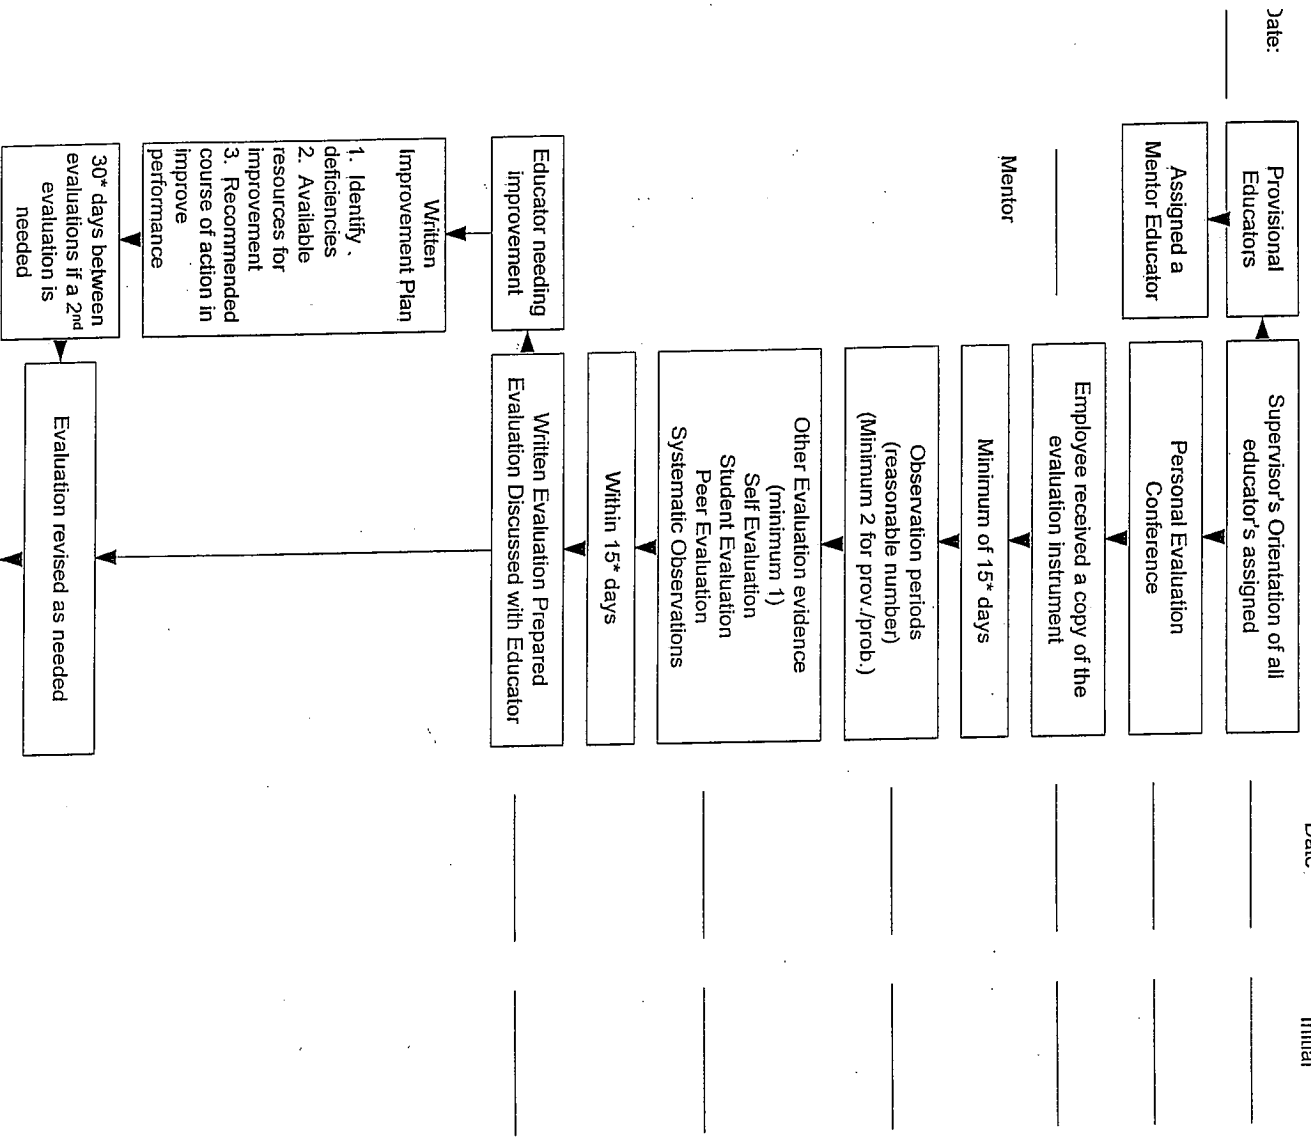 Date
Initial
Date:
Provisional
Educators
Supervisor's Orientation of all
educator's assigned
Assigned a
Mentor Educator
Personal Evaluation
Conference
Employee received a copy of the
evaluation instrument
Mentor
Minimum of 15* days
Observation periods
(reasonable number)
(Minimum 2 for prov./prob.)
Other Evaluation evidence
(minimum 1)
Self Evaluation
Student Evaluation
Peer Evaluation
Systematic Observations
Within 15* days
Educator needing
improvement
Written Evaluation Prepared
Evaluation Discussed with Educator
Written
Improvement Plan
1. Identify
deficiencies
2. Available
resources for
improvement
3. Recommended
course of action in
improve
performance
30* days between
evaluations if a 2nd
evaluation is
needed
Evaluation revised as needed